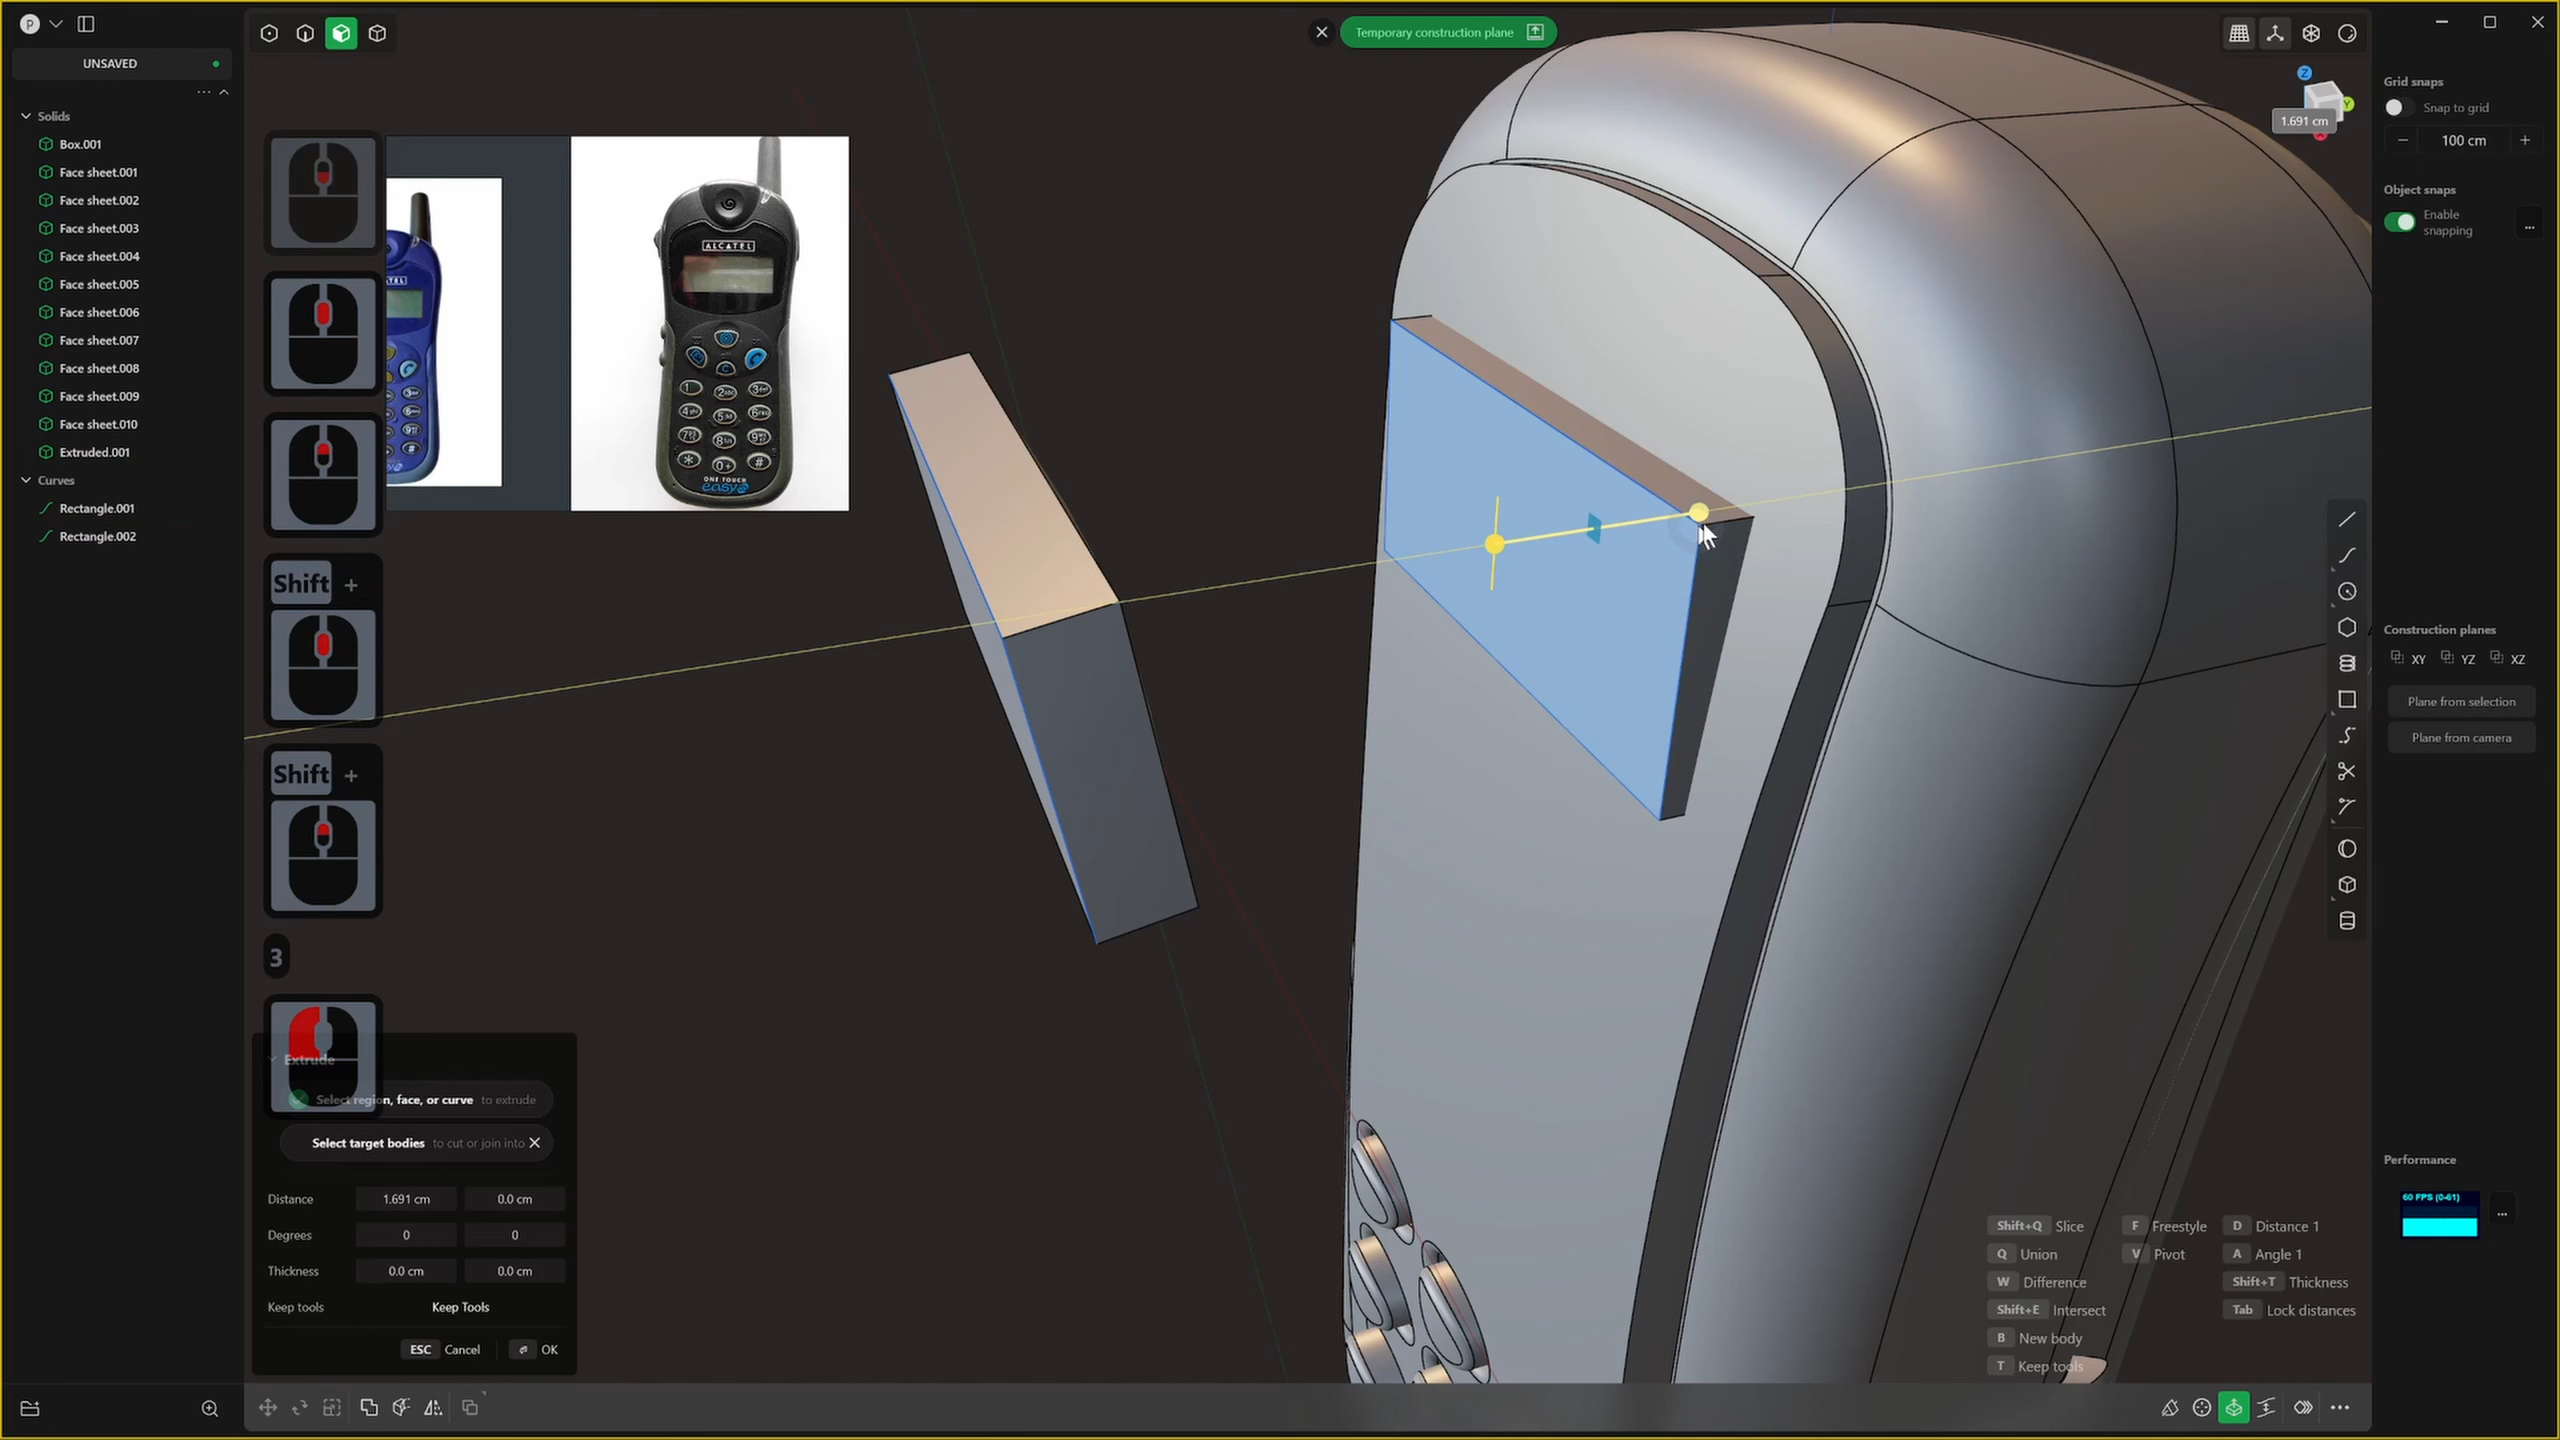 P
UNSAVED
...
Solids
Box.001
Face sheet.001
Face sheet.002
Face sheet.003
Face sheet.004
Face sheet.005
Face sheet.006
Face sheet.007
Face sheet.008
Face sheet.009
Face sheet.010
Extruded.001
Curves
Rectangle.001
Rectangle.002
Temporary construction plane
ALCATEL
ONE TOUCH
easy
Shift +
Shift +
3
Extrude
Select region, face, or curve to extrude
Select target bodies to cut or join into
Distance 1.691 cm 0.0 cm
Degrees 0 0
Thickness 0.0 cm 0.0 cm
Keep tools Keep Tools
ESC Cancel OK
Z
Y
1.691 cm
Grid snaps
Snap to grid
100 cm
Object snaps
Enable
snapping
...
Construction planes
XY YZ XZ
Plane from selection
Plane from camera
Performance
60 FPS (0-61)
...
Shift+Q Slice F Freestyle D Distance 1
Q Union V Pivot A Angle 1
W Difference Shift+T Thickness
Shift+E Intersect Tab Lock distances
B New body
T Keep tools